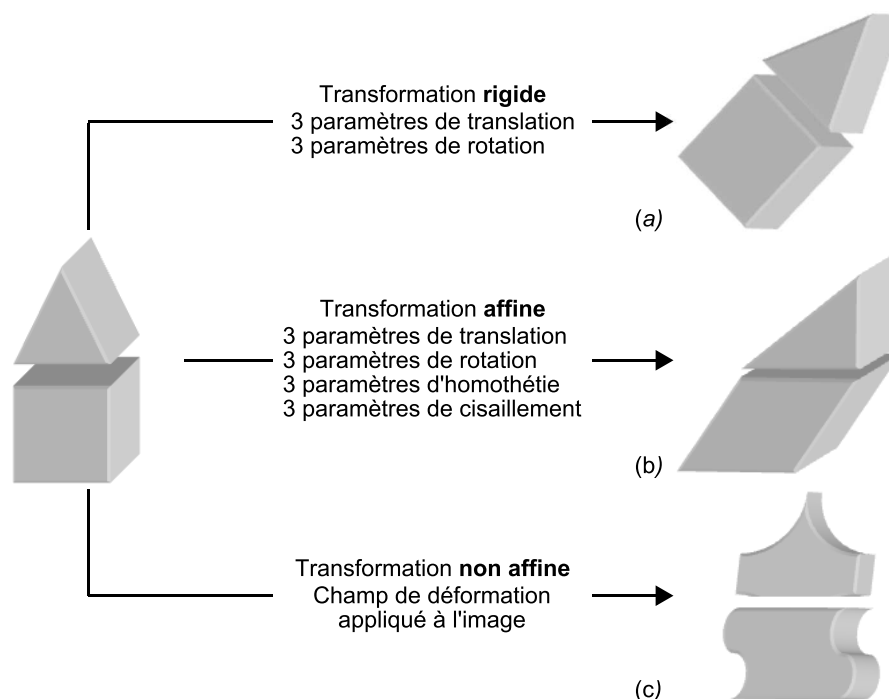 Transformation rigide
3 paramètres de translation
3 paramètres de rotation
(a)
Transformation affine
3 paramètres de translation
3 paramètres de rotation
3 paramètres d'homothétie
3 paramètres de cisaillement
(b)
Transformation non affine
Champ de déformation
appliqué à l'image
(c)